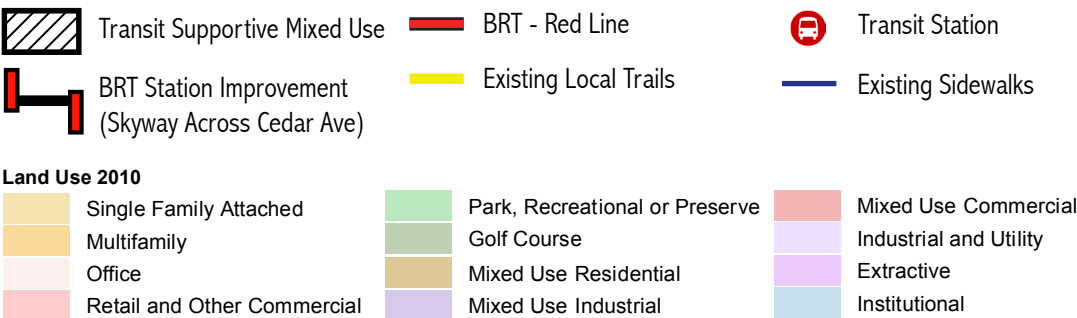 Transit Supportive Mixed Use
BRT - Red Line
Transit Station
BRT Station Improvement
(Skyway Across Cedar Ave)
Existing Local Trails
Existing Sidewalks
Land Use 2010
Single Family Attached
Multifamily
Office
Retail and Other Commercial
Park, Recreational or Preserve
Golf Course
Mixed Use Residential
Mixed Use Industrial
Mixed Use Commercial
Industrial and Utility
Extractive
Institutional